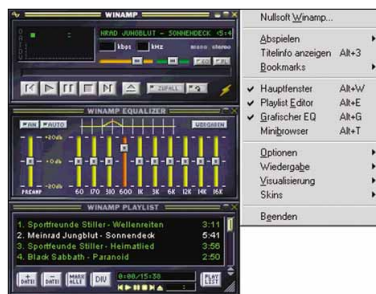 WINAMP
NRAD JUNGBLUT - SONNENDECK <5:4
kbps kHz mono stereo
EQ PL
ZUFALL
WINAMP EQUALIZER
AN AUTO VORGABEN
+20db
+0db
-20db
PREAMP 60 170 310 600 1K 3K 6K 12K 14K 16K
WINAMP PLAYLIST
1. Sportfreunde Stiller - Wellenreiten 3:11
2. Meinrad Jungblut - Sonnendeck 5:41
3. Sportfreunde Stiller - Heimatlied 3:56
4. Black Sabbath - Paranoid 2:50
+ DATEI - DATEI MARK ALLE DIV 0:00/15:38 PLAY LIST
Nullsoft Winamp...
Abspielen
Titelinfo anzeigen Alt+3
Bookmarks
Hauptfenster Alt+W
Playlist Editor Alt+E
Grafischer EQ Alt+G
Minibrowser Alt+T
Optionen
Wiedergabe
Visualisierung
Skins
Beenden